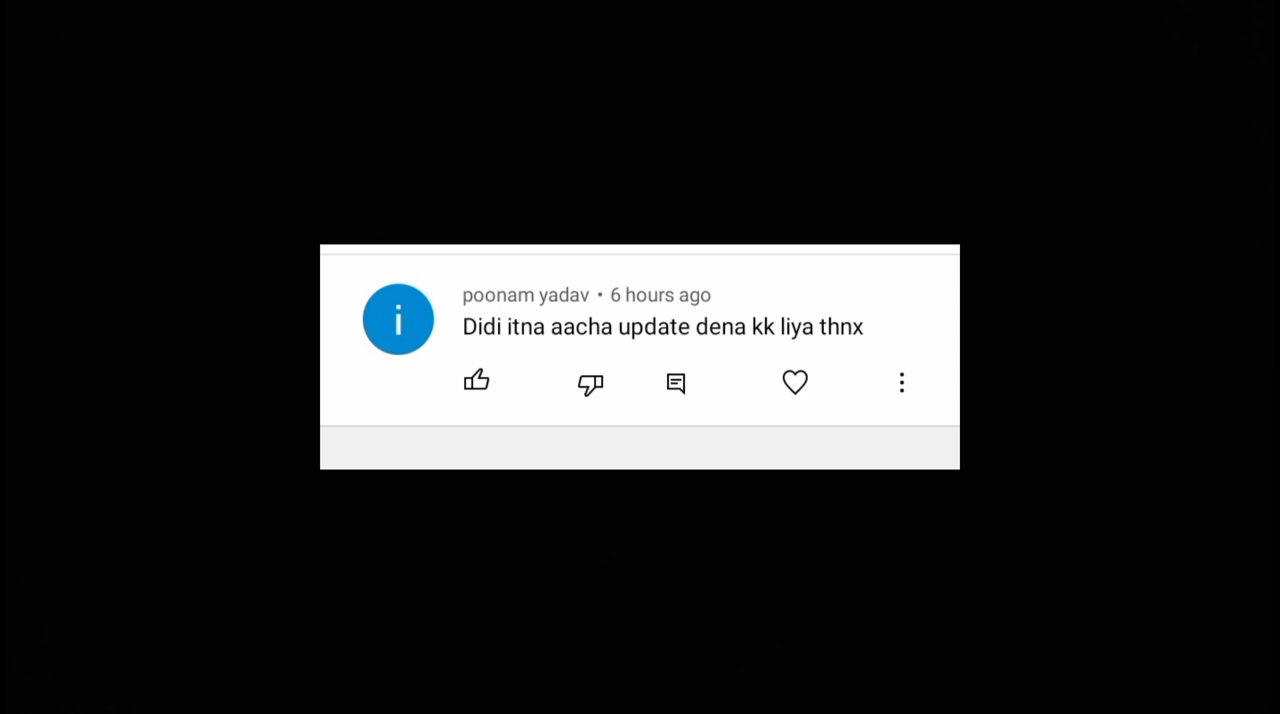 i
poonam yadav • 6 hours ago
Didi itna aacha update dena kk liya thnx